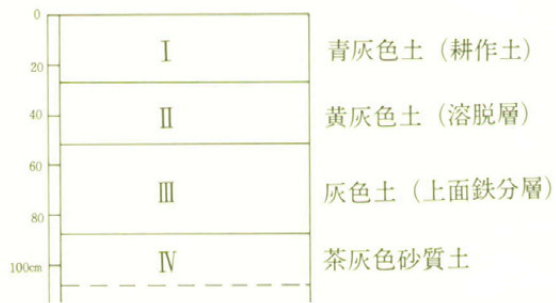 0
20
40
60
80
100cm
I 青灰色土（耕作土）
II 黄灰色土（溶脱層）
III 灰色土（上面鉄分層）
IV 茶灰色砂質土